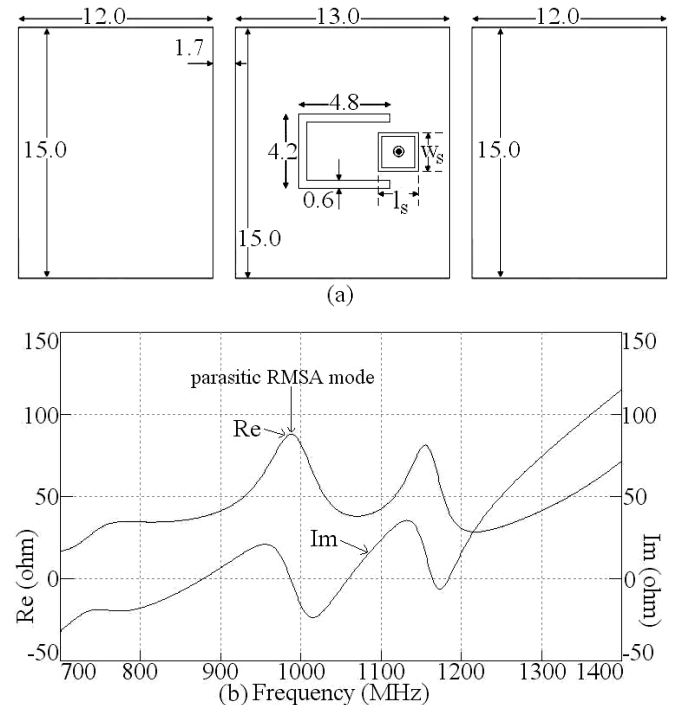 12.0 13.0 12.0
1.7
4.8
15.0 4.2 wₛ 15.0
0.6 lₛ
15.0
(a)
150 150
parasitic RMSA mode
100 100
Re
50 50
Im
Re (ohm) Im (ohm)
0 0
-50 -50
700 800 900 1000 1100 1200 1300 1400
(b) Frequency (MHz)